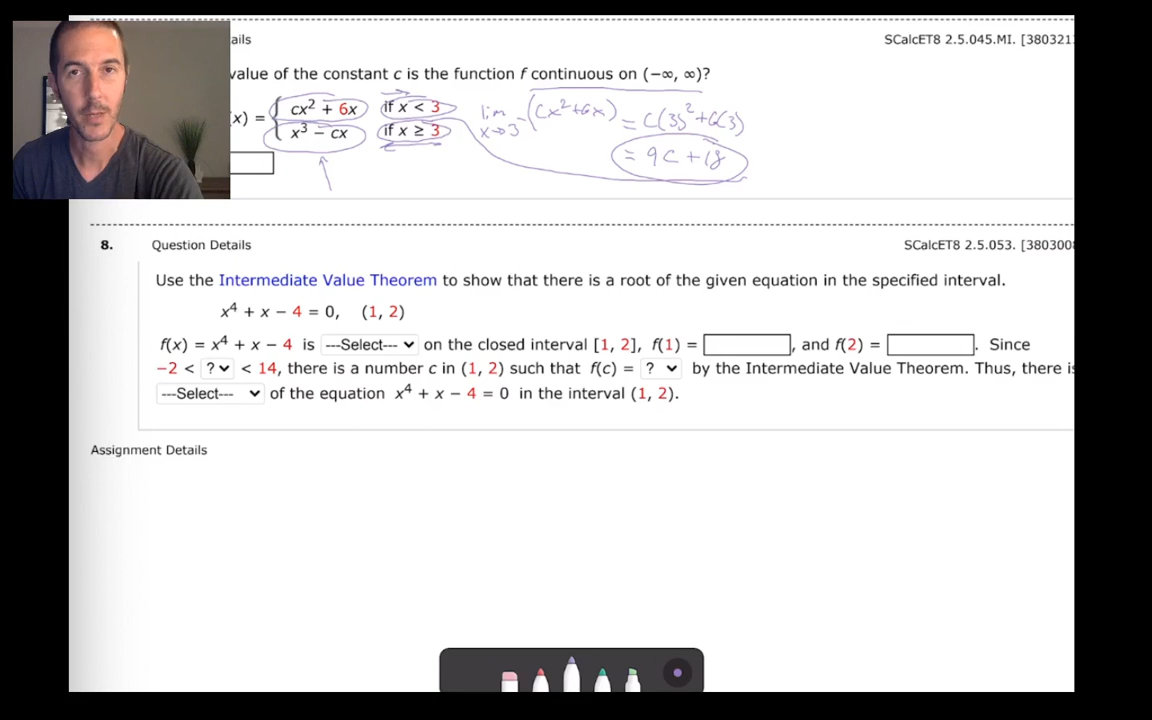 ails
SCalcET8 2.5.045.MI. [380321
value of the constant c is the function f continuous on (−∞, ∞)?
x) = { cx² + 6x if x < 3
x³ − cx if x ≥ 3
lim x→3⁻ (cx²+6x) = c(3)²+6(3)
= 9c+18
8. Question Details SCalcET8 2.5.053. [380300
Use the Intermediate Value Theorem to show that there is a root of the given equation in the specified interval.
x⁴ + x − 4 = 0, (1, 2)
f(x) = x⁴ + x − 4 is ---Select--- on the closed interval [1, 2], f(1) = , and f(2) = . Since
−2 < ? < 14, there is a number c in (1, 2) such that f(c) = ? by the Intermediate Value Theorem. Thus, there is
---Select--- of the equation x⁴ + x − 4 = 0 in the interval (1, 2).
Assignment Details